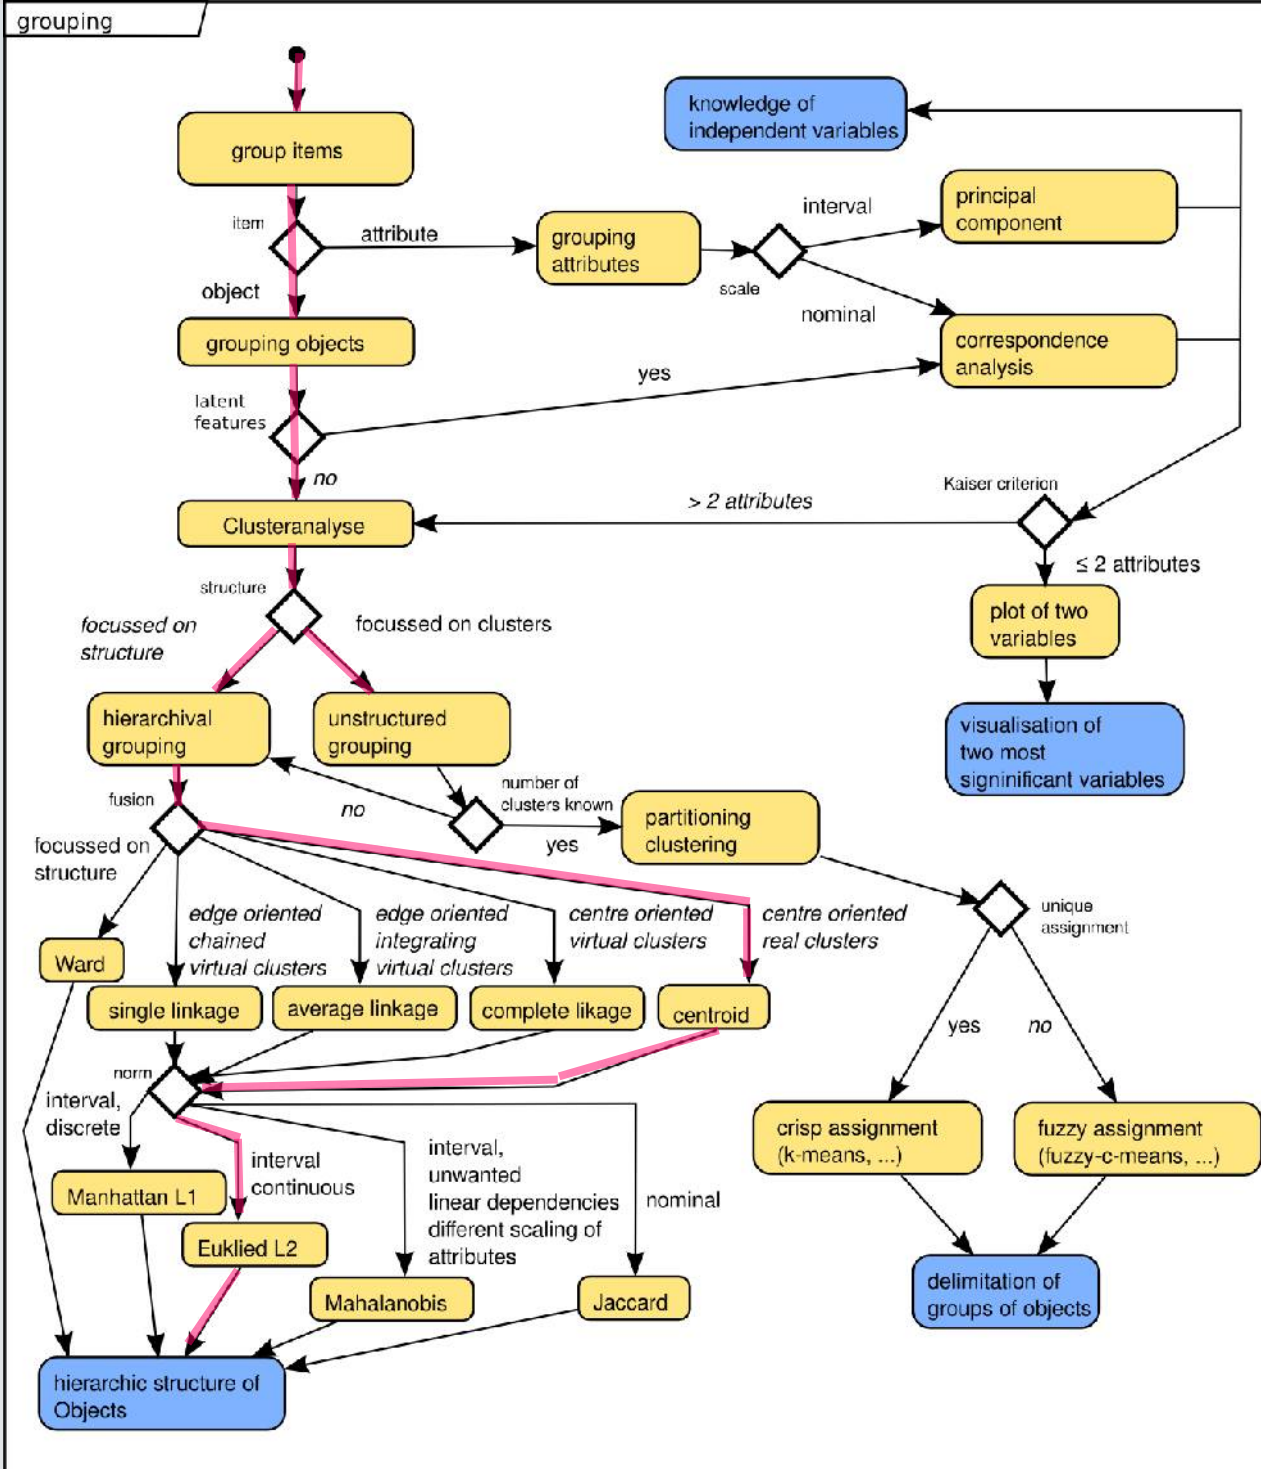 grouping
group items
knowledge of
independent variables
item
attribute
grouping
attributes
scale
interval
nominal
principal
component
object
grouping objects
correspondence
analysis
latent
features
yes
no
Clusteranalyse
> 2 attributes
Kaiser criterion
≤ 2 attributes
structure
focussed on
structure
focussed on clusters
plot of two
variables
hierarchival
grouping
unstructured
grouping
visualisation of
two most
signinificant variables
fusion
no
number of
clusters known
yes
partitioning
clustering
focussed on
structure
edge oriented
chained
virtual clusters
edge oriented
integrating
virtual clusters
centre oriented
virtual clusters
centre oriented
real clusters
unique
assignment
Ward
single linkage
average linkage
complete likage
centroid
yes
no
norm
interval,
discrete
interval
continuous
interval,
unwanted
linear dependencies
different scaling of
attributes
nominal
crisp assignment
(k-means, ...)
fuzzy assignment
(fuzzy-c-means, ...)
Manhattan L1
Euklied L2
Mahalanobis
Jaccard
delimitation of
groups of objects
hierarchic structure of
Objects